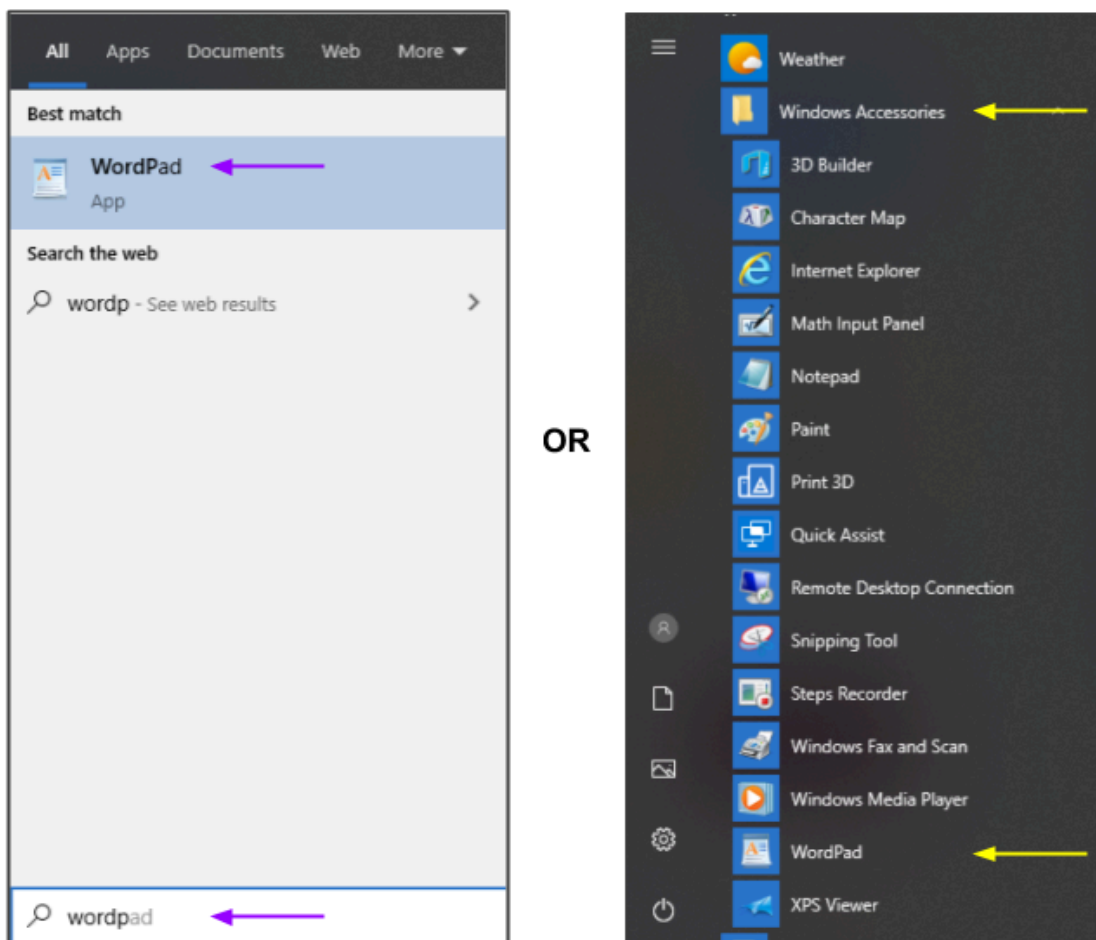 All Apps Documents Web More
Best match
WordPad
App
Search the web
wordp - See web results
wordpad
OR
Weather
Windows Accessories
3D Builder
Character Map
Internet Explorer
Math Input Panel
Notepad
Paint
Print 3D
Quick Assist
Remote Desktop Connection
Snipping Tool
Steps Recorder
Windows Fax and Scan
Windows Media Player
WordPad
XPS Viewer